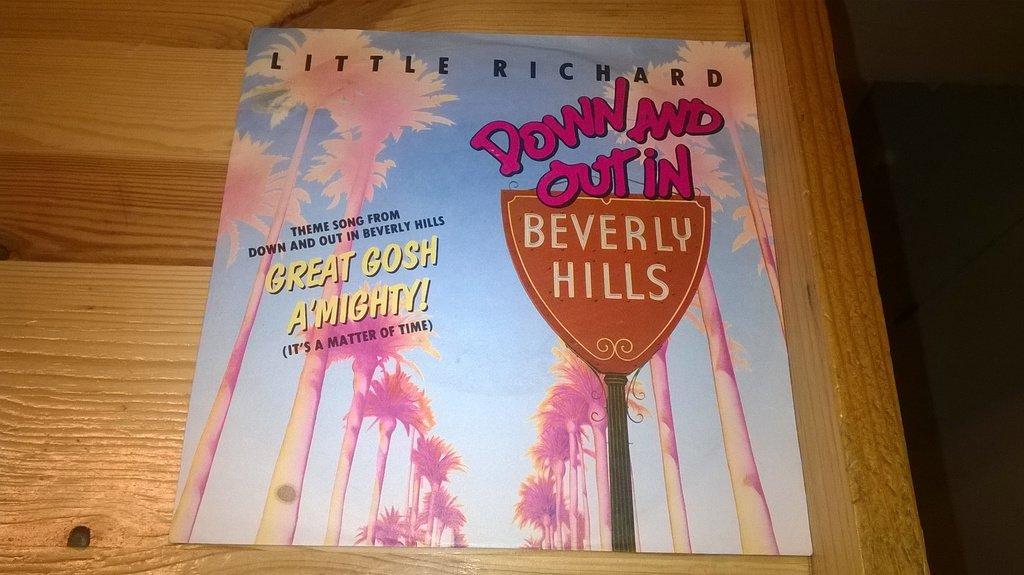 LITTLE RICHARD
DOWN AND
OUT IN
BEVERLY
HILLS
THEME SONG FROM
DOWN AND OUT IN BEVERLY HILLS
GREAT GOSH
A'MIGHTY!
(IT'S A MATTER OF TIME)